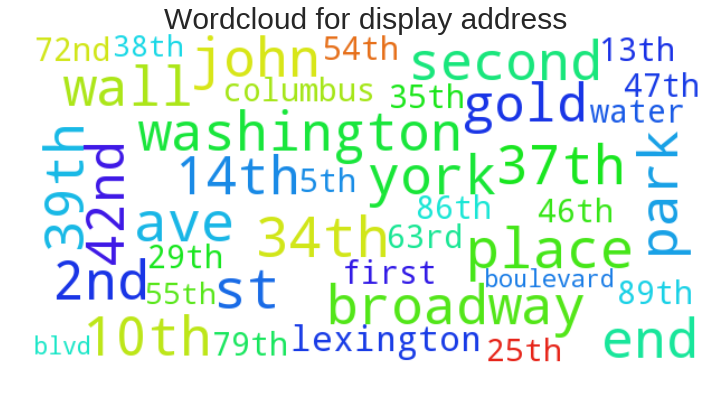 Wordcloud for display address
72nd 38th john 54th second 13th
wall columbus 35th gold 47th water
washington
39th 42nd 14th 5th york 37th park
ave 34th 86th 46th
63rd place
29th first boulevard
2nd 55th st broadway 89th
blvd 10th 79th lexington 25th end